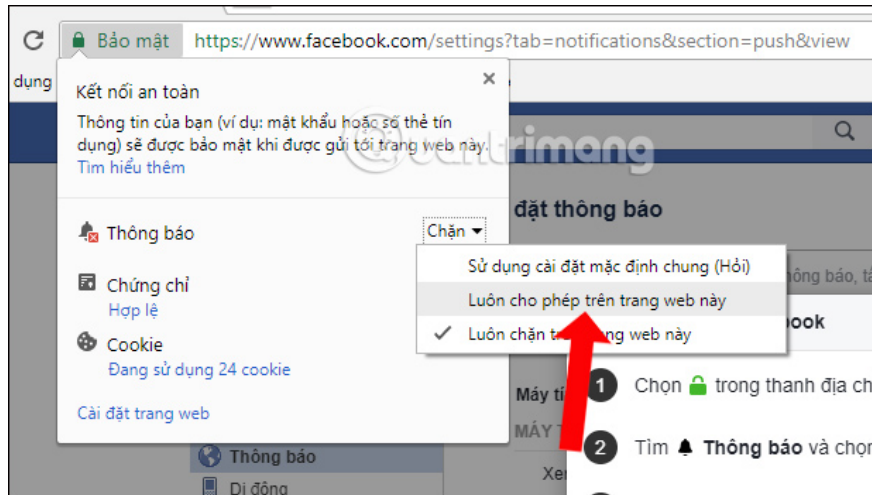 Bảo mật https://www.facebook.com/settings?tab=notifications&section=push&view
dụng
Kết nối an toàn
Thông tin của bạn (ví dụ: mật khẩu hoặc số thẻ tín
dụng) sẽ được bảo mật khi được gửi tới trang web này.
Tìm hiểu thêm
uantrimang
đặt thông báo
Thông báo Chặn
Sử dụng cài đặt mặc định chung (Hỏi)
hông báo,
Luôn cho phép trên trang web này
Luôn chặn trang web này
book
Chứng chỉ
Hợp lệ
Cookie
Đang sử dụng 24 cookie
Cài đặt trang web
Máy tí
1 Chọn trong thanh địa ch
MÁY
2 Tìm Thông báo và chọn
Thông báo
Xe
Di động